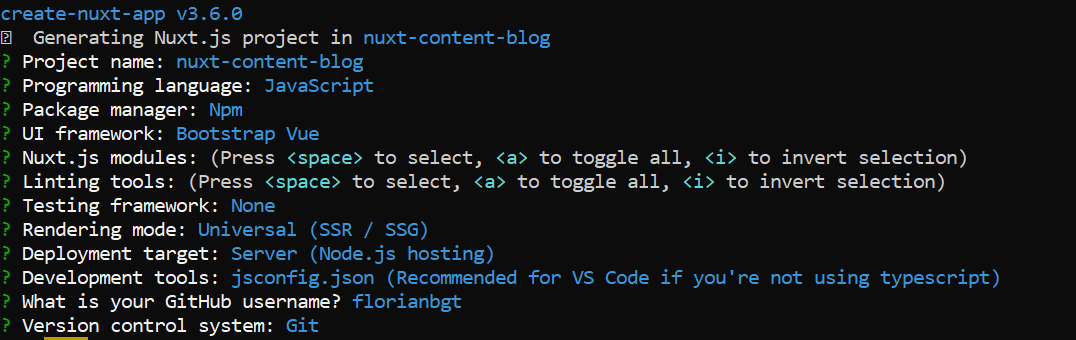 create-nuxt-app v3.6.0
Generating Nuxt.js project in nuxt-content-blog
? Project name: nuxt-content-blog
? Programming language: JavaScript
? Package manager: Npm
? UI framework: Bootstrap Vue
? Nuxt.js modules: (Press <space> to select, <a> to toggle all, <i> to invert selection)
? Linting tools: (Press <space> to select, <a> to toggle all, <i> to invert selection)
? Testing framework: None
? Rendering mode: Universal (SSR / SSG)
? Deployment target: Server (Node.js hosting)
? Development tools: jsconfig.json (Recommended for VS Code if you're not using typescript)
? What is your GitHub username? florianbgt
? Version control system: Git